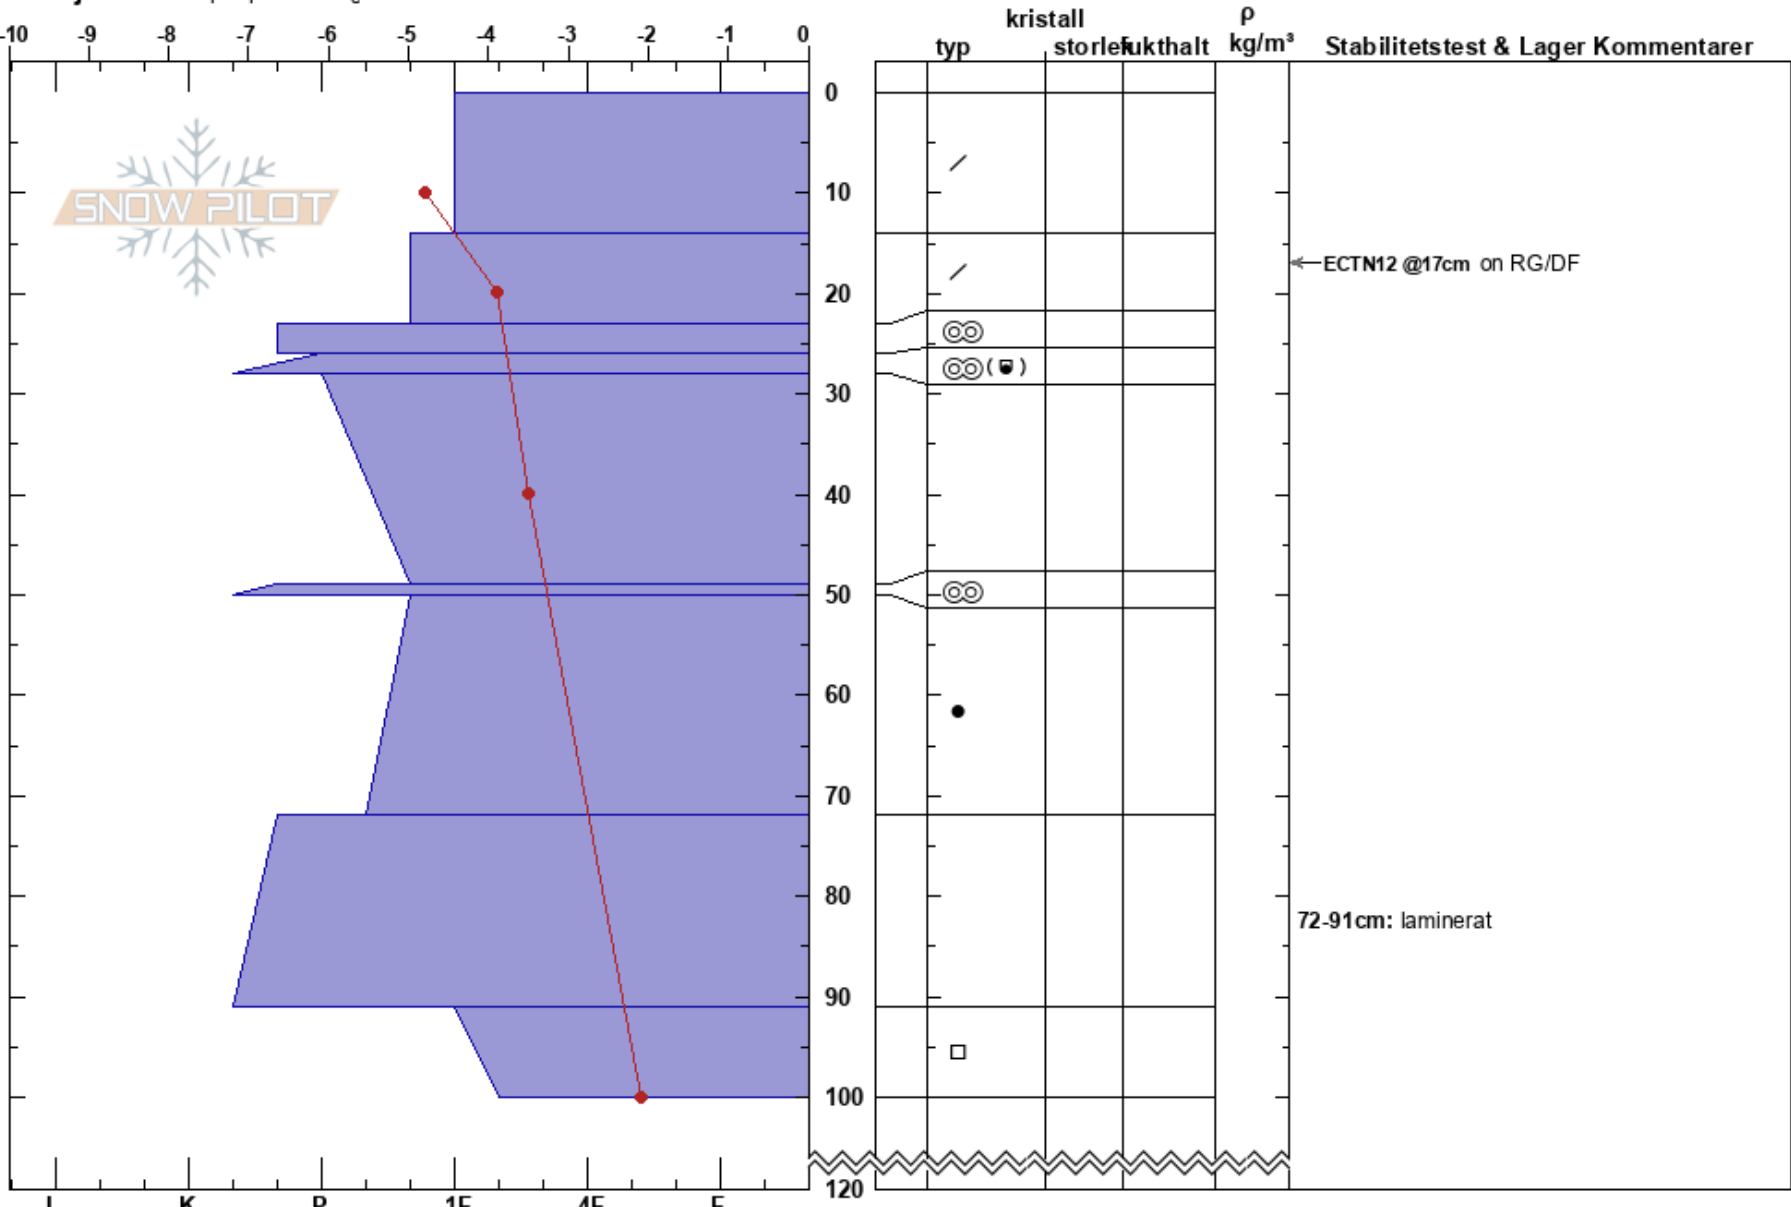 kristall ρ
-10 -9 -8 -7 -6 -5 -4 -3 -2 -1 0 typ storlek fukthalt kg/m³ Stabilitetstest & Lager Kommentarer
0
SNOW PILOT
10
ECTN12 @17cm on RG/DF
20
30
40
50
60
70
80
72-91cm: laminerat
90
100
120
I K P 1F 4F F